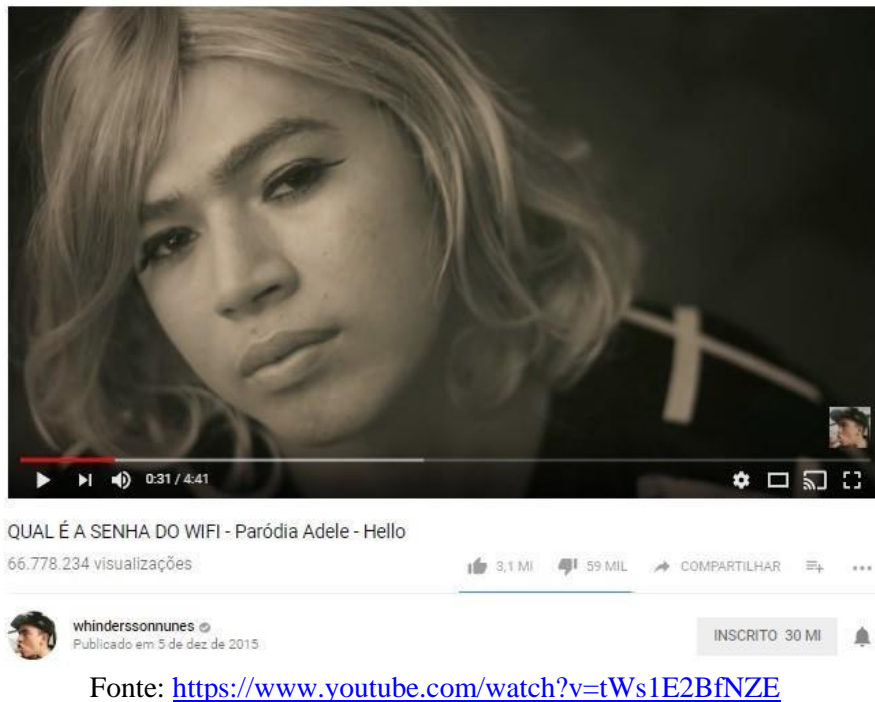 0:31 / 4:41
QUAL É A SENHA DO WIFI - Paródia Adele - Hello
66.778.234 visualizações
3,1 MI
59 MIL
COMPARTILHAR
whinderssonnunes
Publicado em 5 de dez de 2015
INSCRITO 30 MI
Fonte: https://www.youtube.com/watch?v=tWs1E2BfNZE